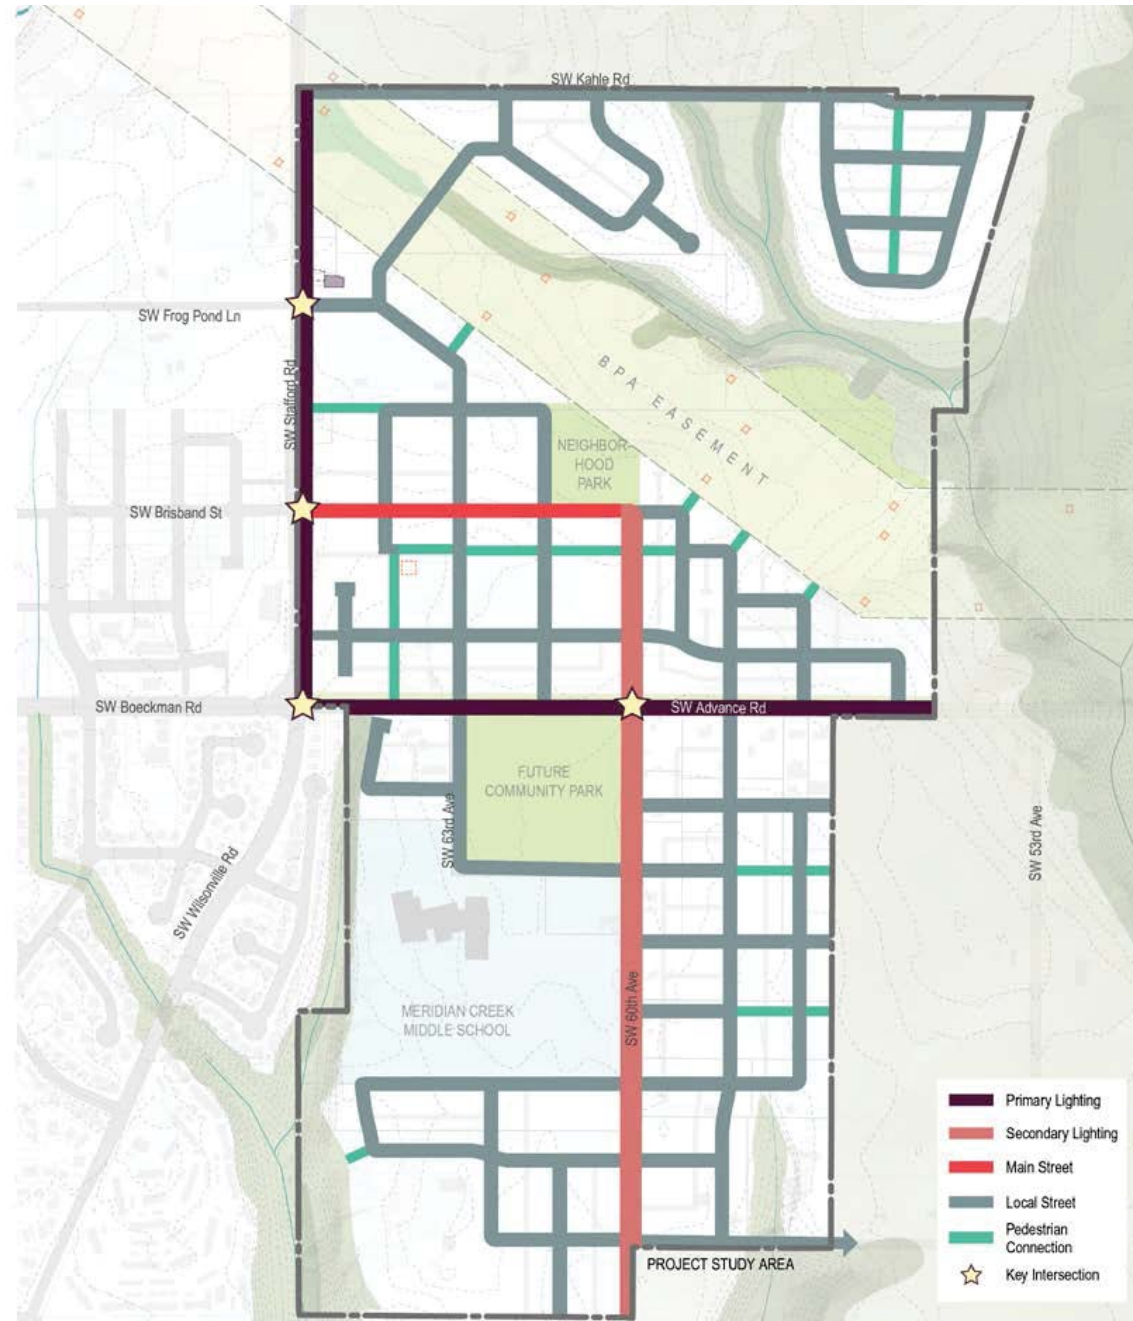 SW Kahle Rd
SW Frog Pond Ln
SW Stafford Rd
BPA EASEMENT
NEIGHBOR-
HOOD
PARK
SW Brisband St
SW Boeckman Rd
SW Advance Rd
FUTURE
COMMUNITY PARK
SW 63rd Ave
SW 53rd Ave
SW Wilsonville Rd
SW 60th Ave
MERIDIAN CREEK
MIDDLE SCHOOL
PROJECT STUDY AREA
Primary Lighting
Secondary Lighting
Main Street
Local Street
Pedestrian
Connection
Key Intersection